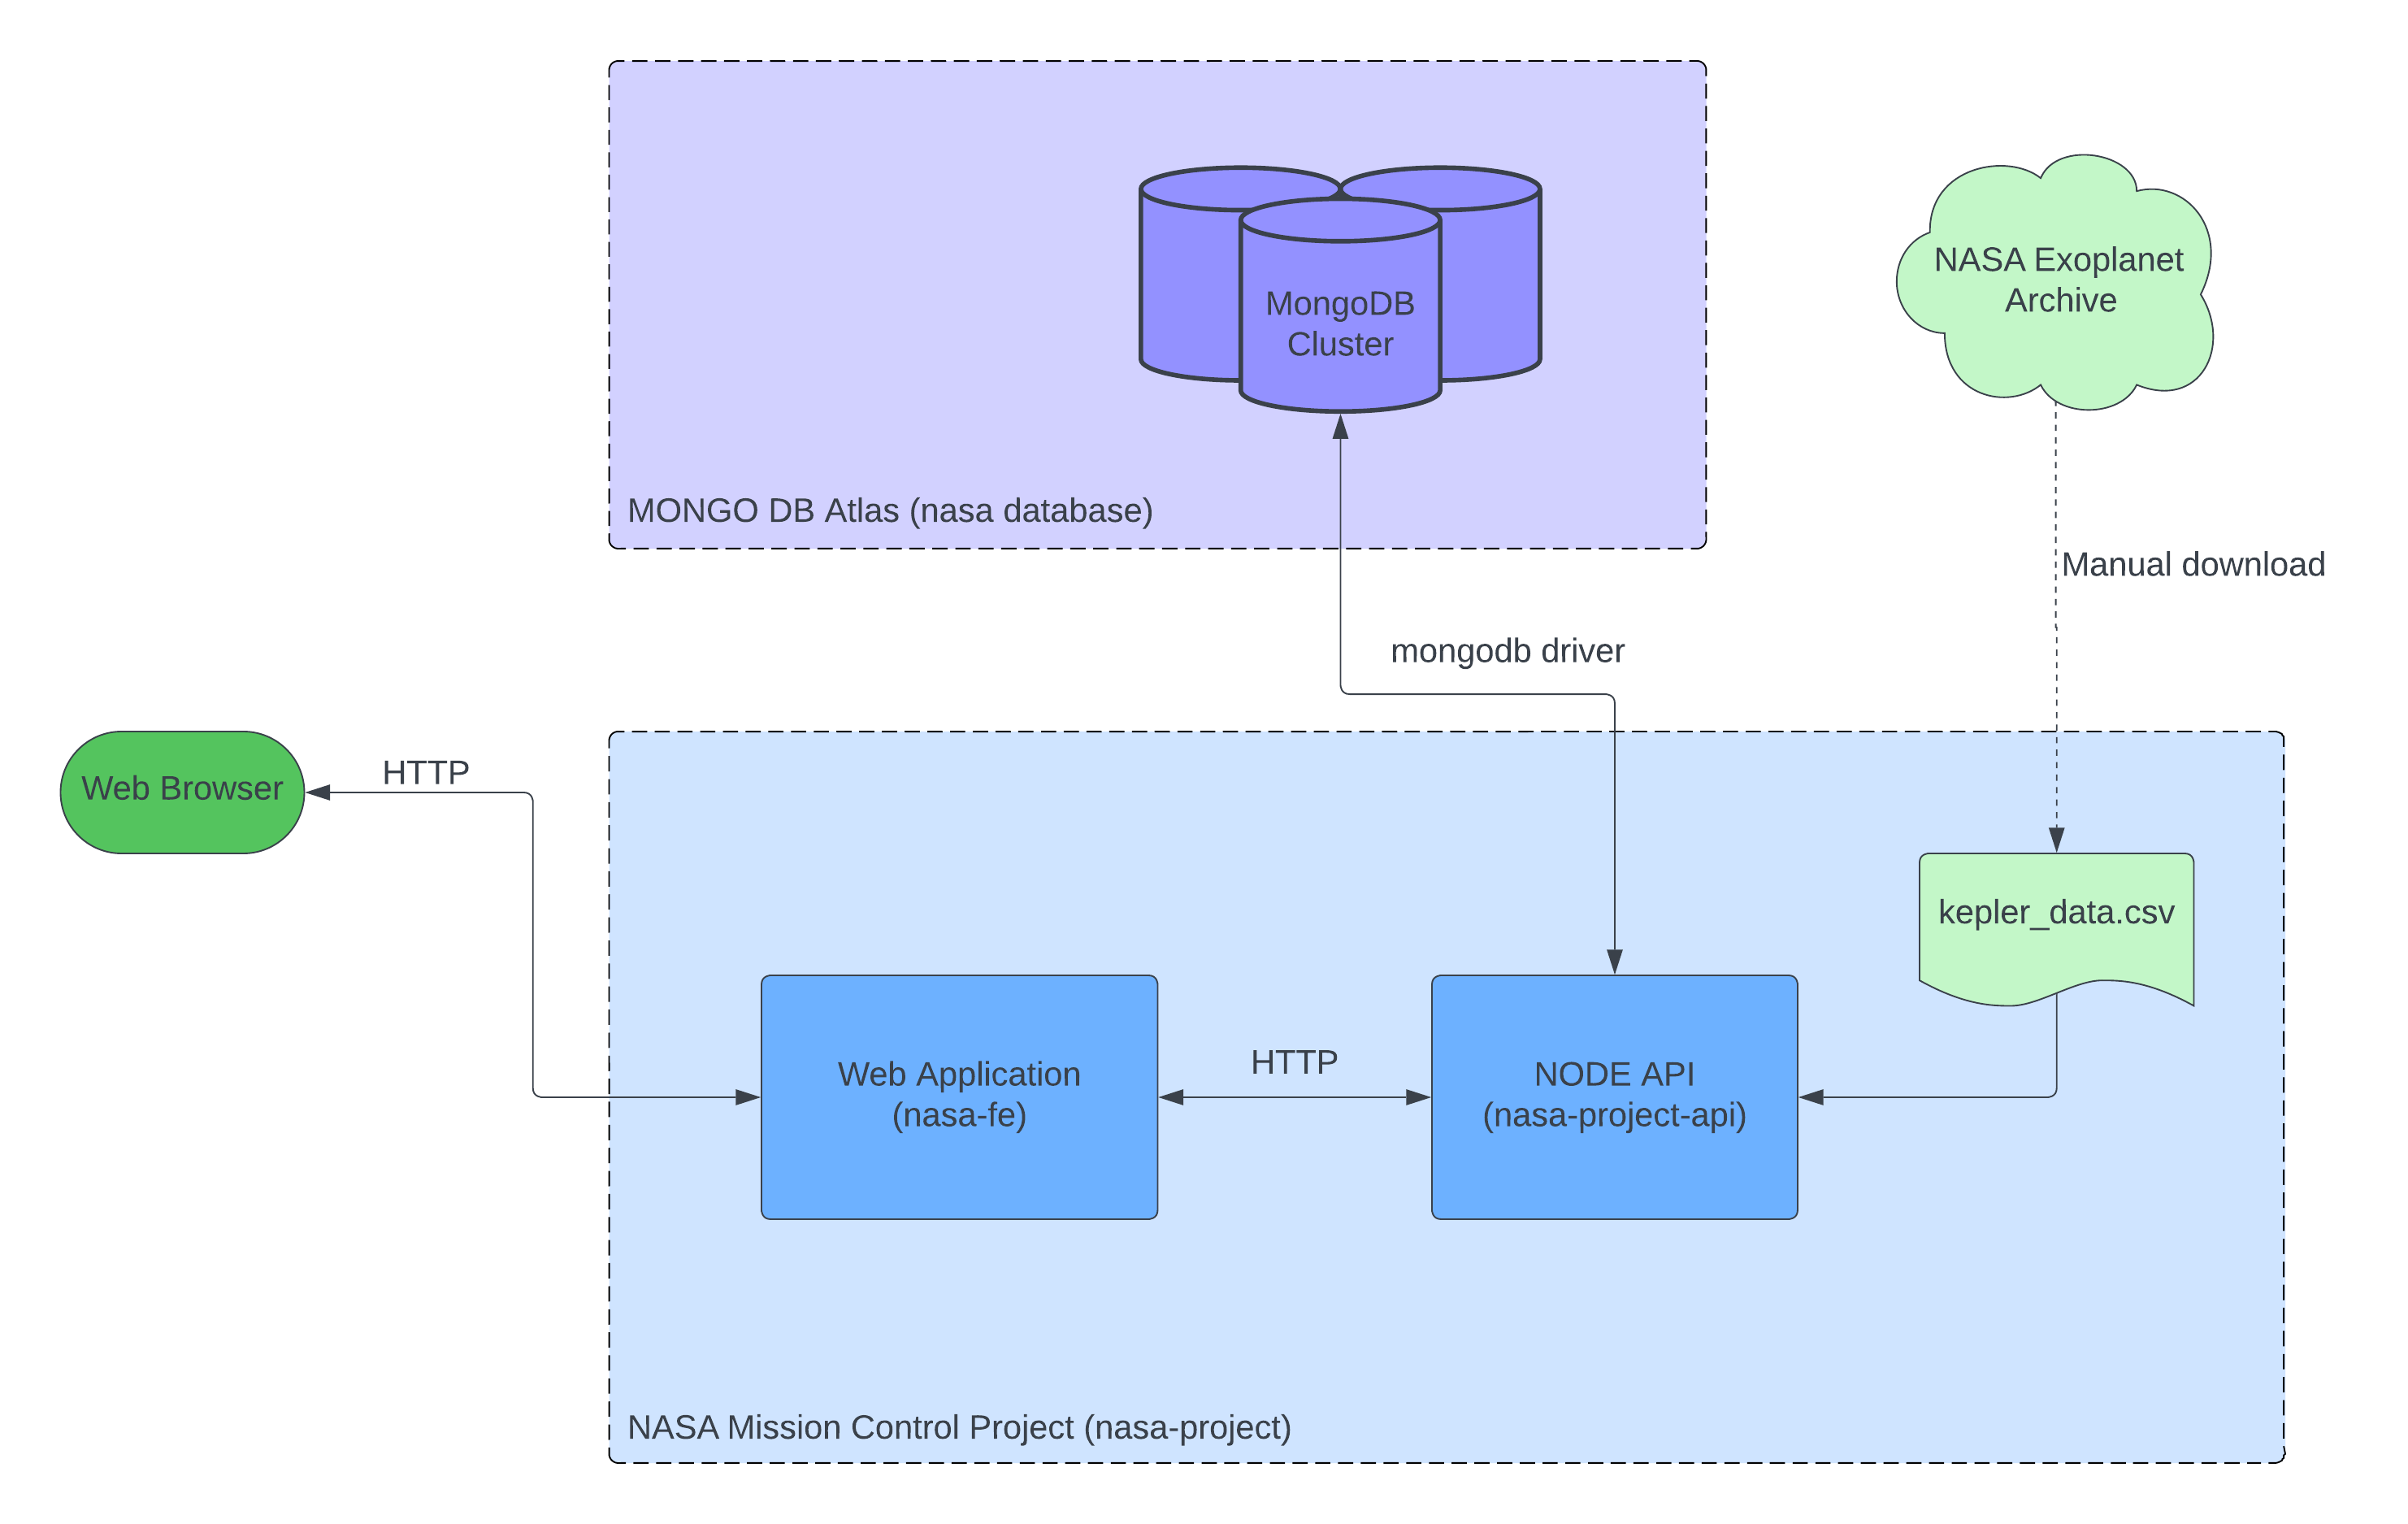 NASA Exoplanet
Archive
MongoDB
Cluster
MONGO DB Atlas (nasa database)
Manual download
mongodb driver
HTTP
Web Browser
kepler_data.csv
Web Application
(nasa-fe)
HTTP
NODE API
(nasa-project-api)
NASA Mission Control Project (nasa-project)